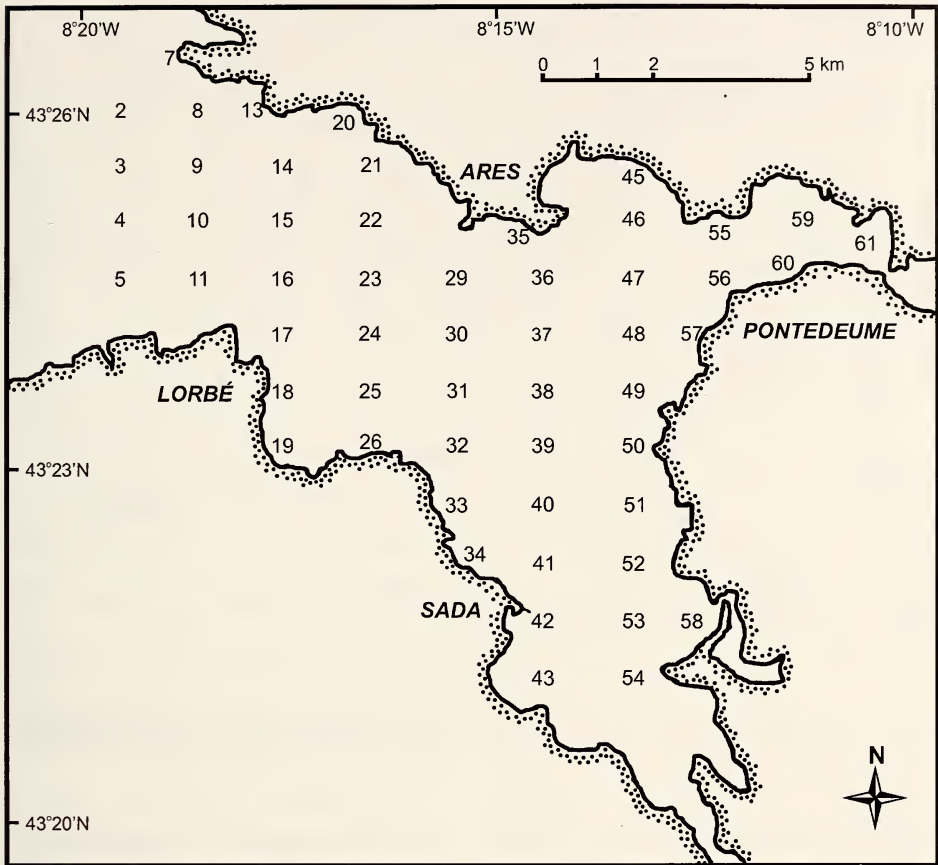 8°20'W 8°15'W 8°10'W
7
0 1 2 5 km
43°26'N 2 8 13 20
3 9 14 21 ARES 45
4 10 15 22 35 46 55 59 61
5 11 16 23 29 36 47 56 60
17 24 30 37 48 57 PONTEDEUME
LORBÉ 18 25 31 38 49
19 26 32 39 50
43°23'N
33 40 51
34 41 52
SADA 42 53 58
43 54
N
43°20'N